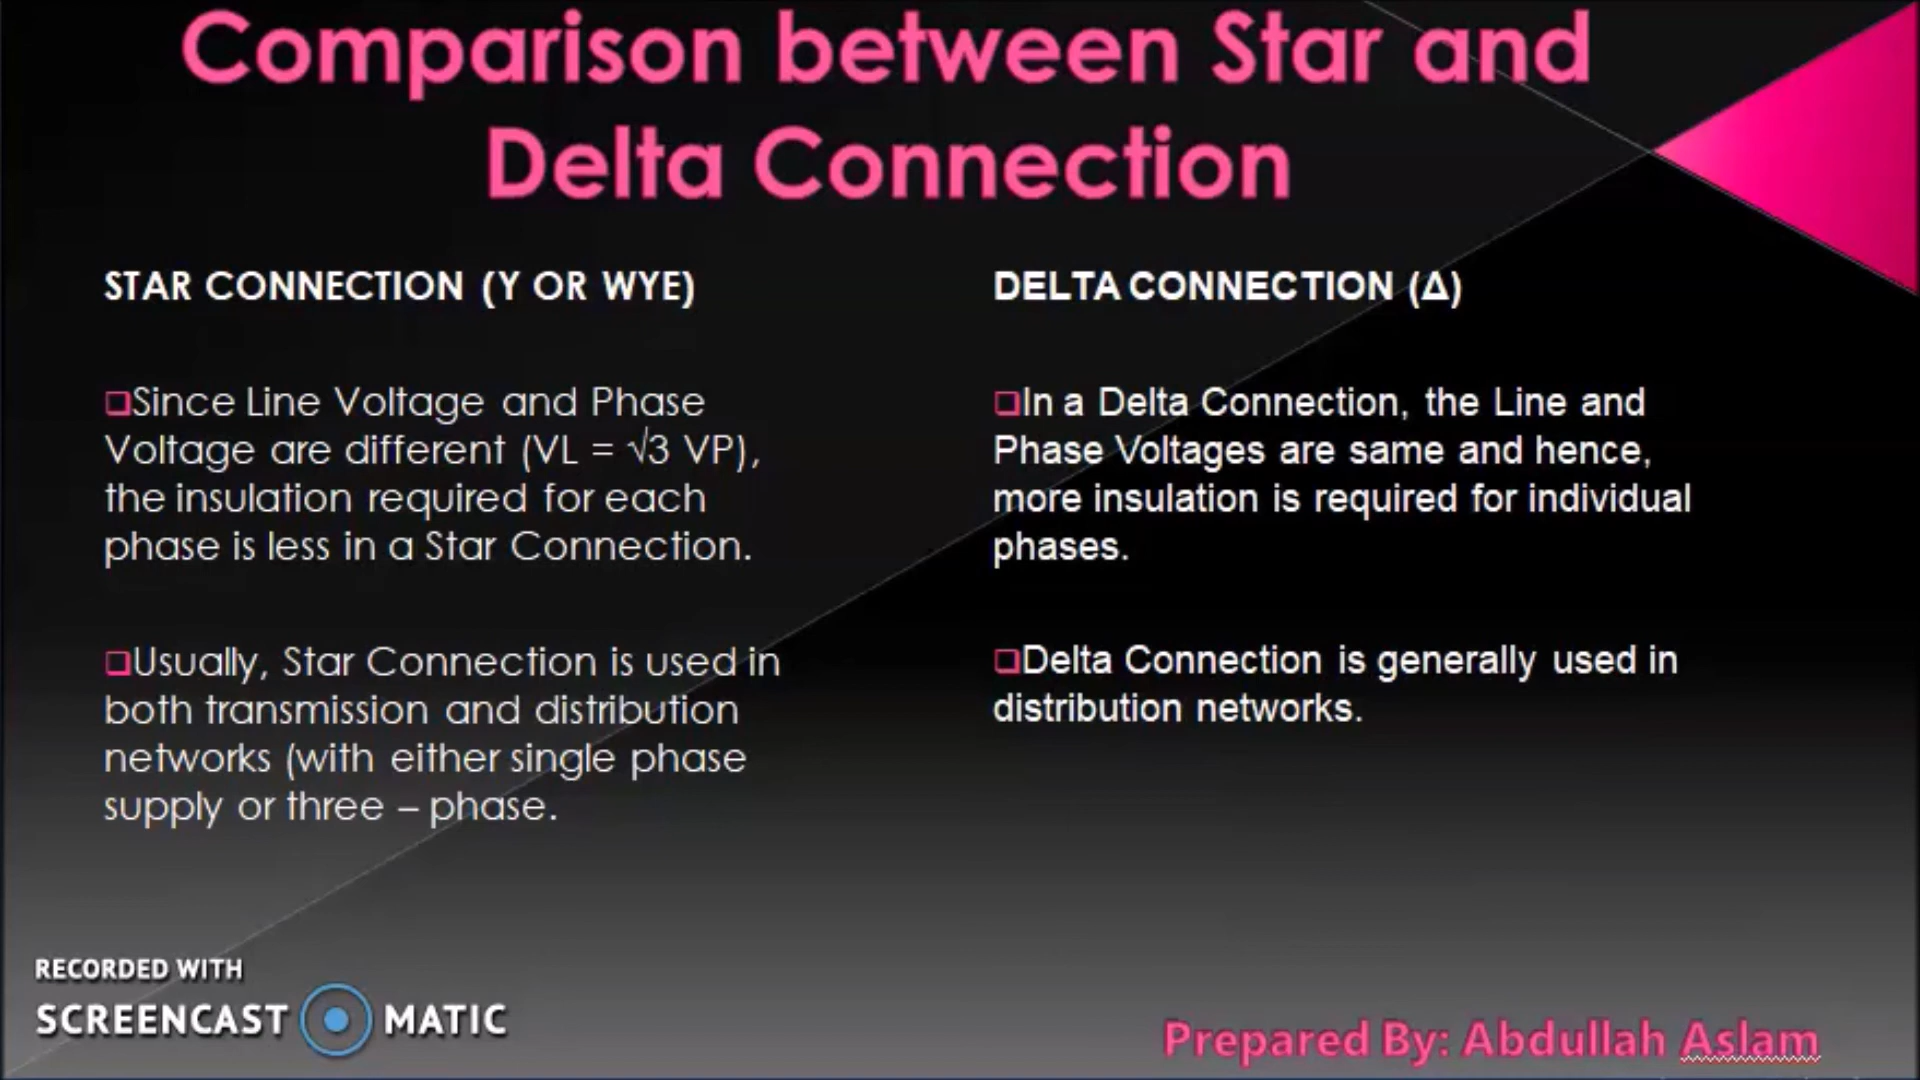 Comparison between Star and
Delta Connection
STAR CONNECTION (Y OR WYE)
❑Since Line Voltage and Phase
Voltage are different (VL = √3 VP),
the insulation required for each
phase is less in a Star Connection.
❑Usually, Star Connection is used in
both transmission and distribution
networks (with either single phase
supply or three – phase.
DELTA CONNECTION (Δ)
❑In a Delta Connection, the Line and
Phase Voltages are same and hence,
more insulation is required for individual
phases.
❑Delta Connection is generally used in
distribution networks.
RECORDED WITH
SCREENCAST MATIC
Prepared By: Abdullah Aslam